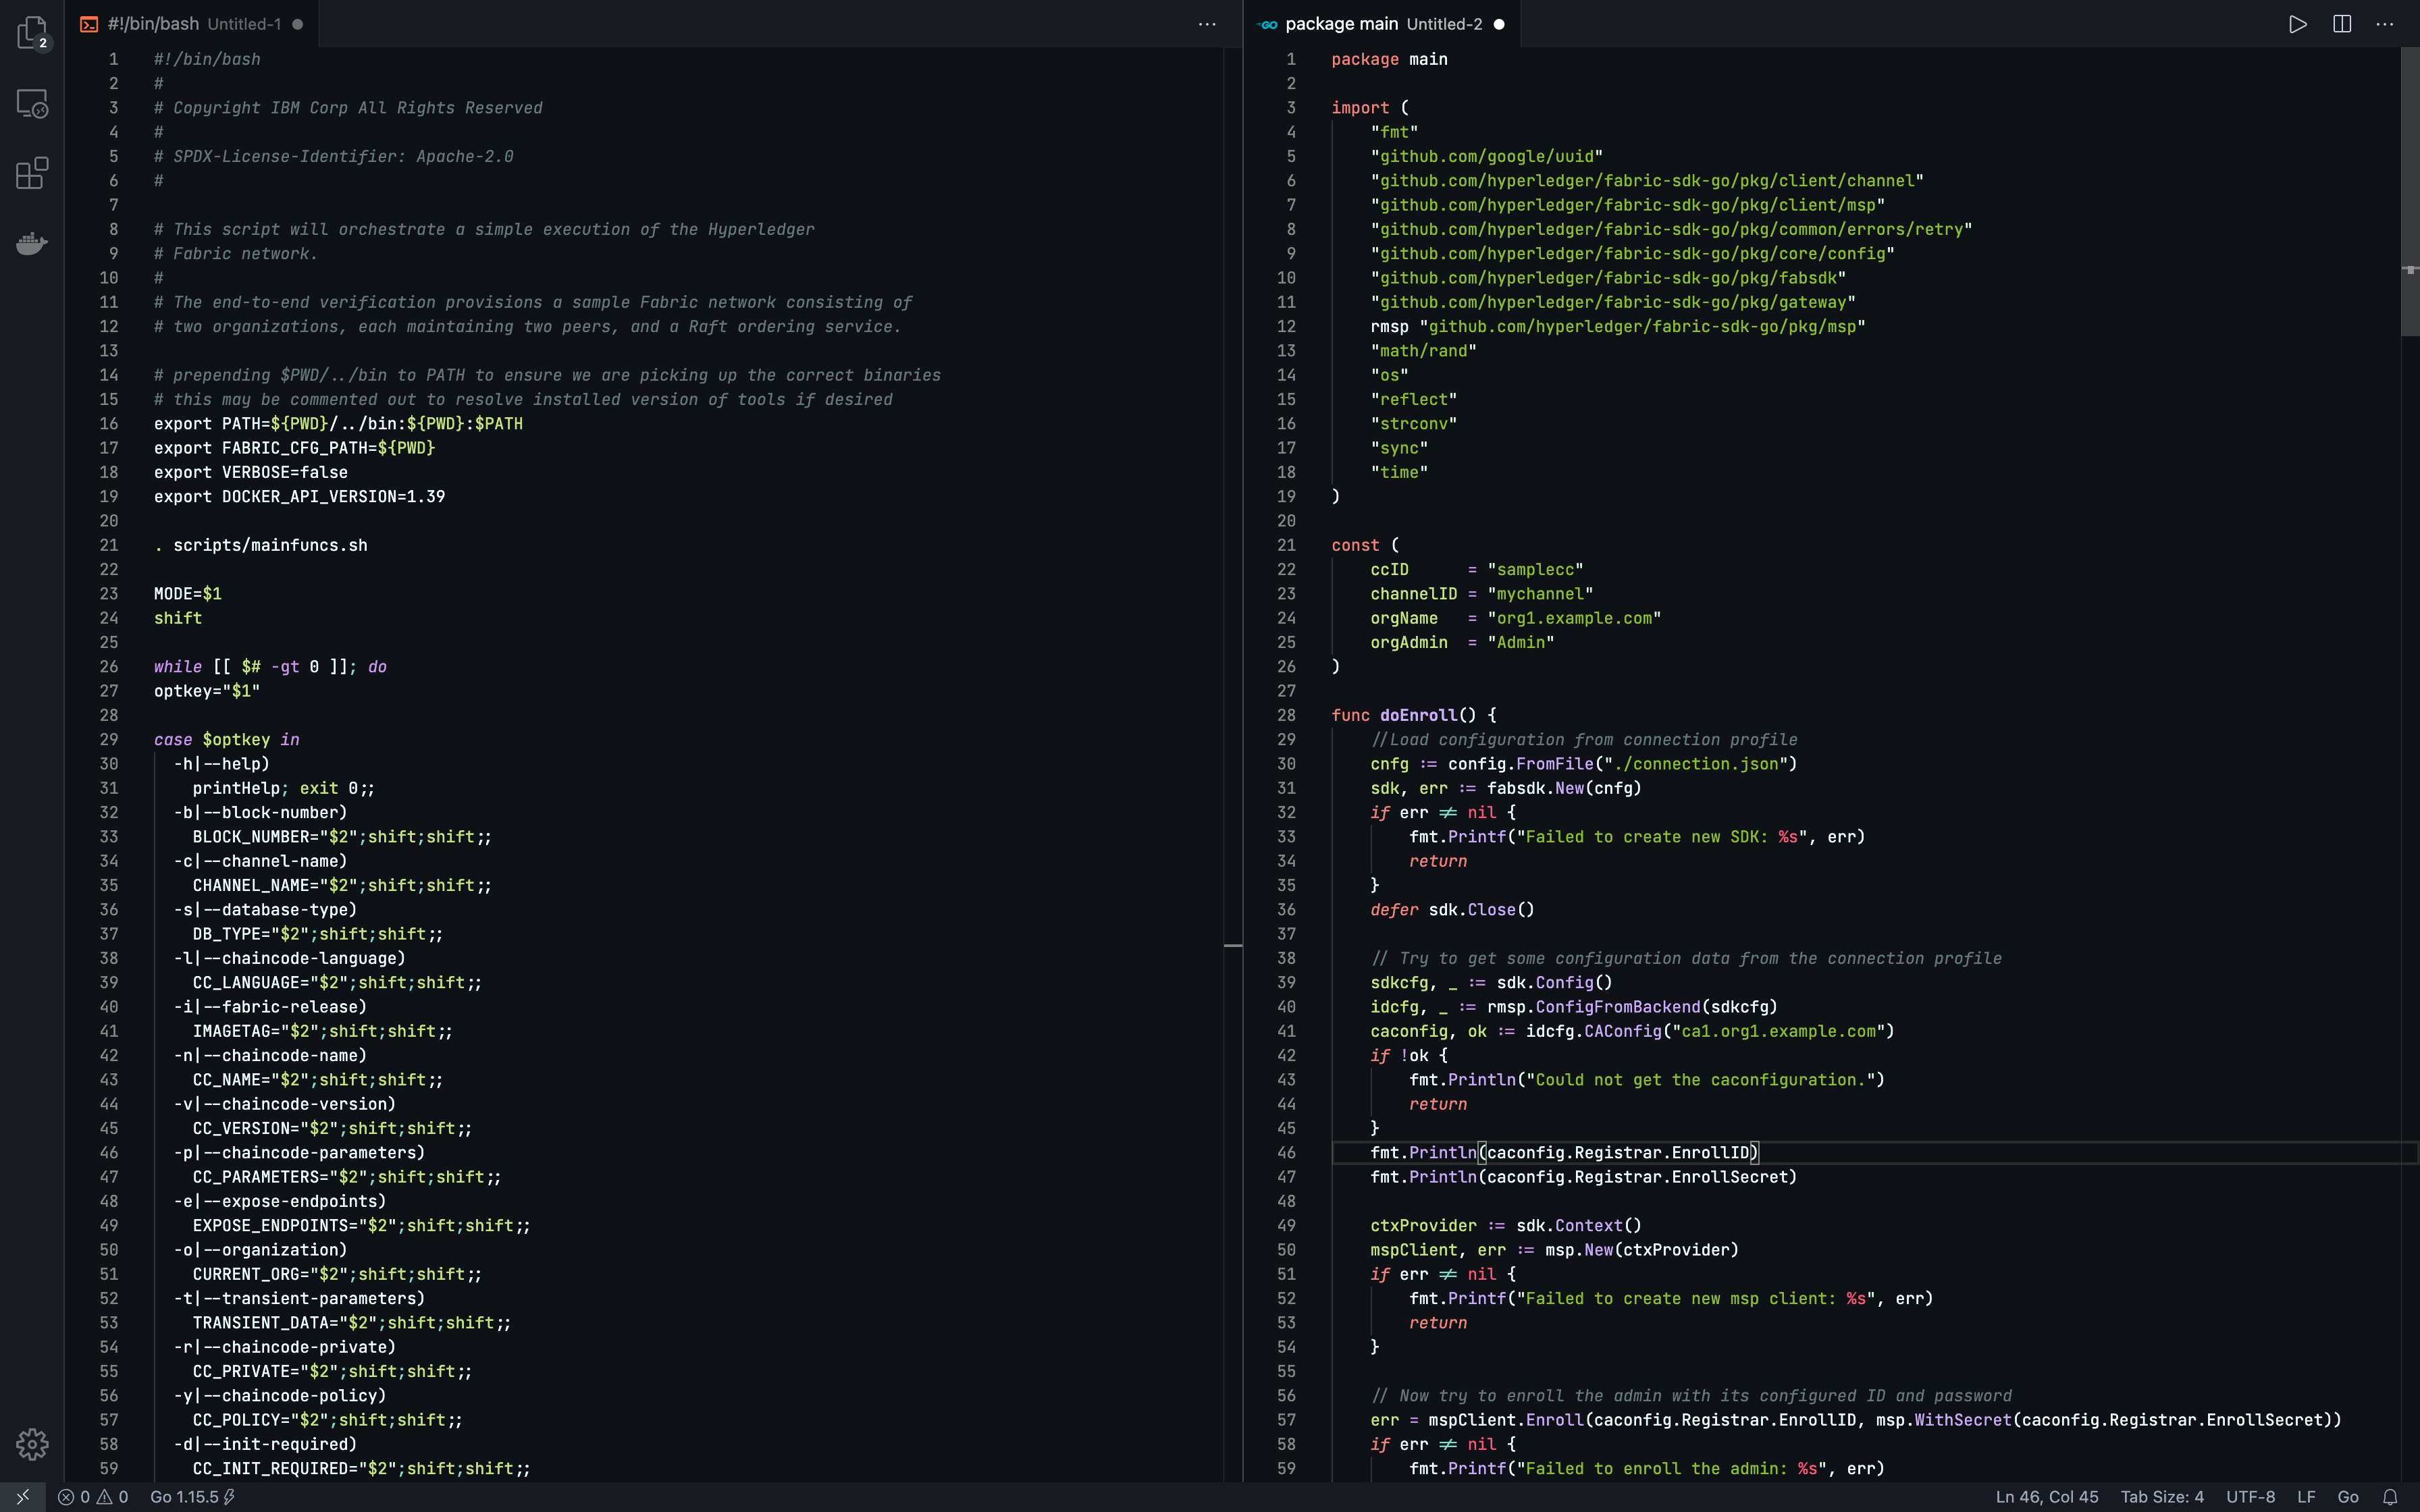 #!/bin/bash Untitled-1
2
1 #!/bin/bash
2 #
3 # Copyright IBM Corp All Rights Reserved
4 #
5 # SPDX-License-Identifier: Apache-2.0
6 #
7
8 # This script will orchestrate a simple execution of the Hyperledger
9 # Fabric network.
10 #
11 # The end-to-end verification provisions a sample Fabric network consisting of
12 # two organizations, each maintaining two peers, and a Raft ordering service.
13
14 # prepending $PWD/../bin to PATH to ensure we are picking up the correct binaries
15 # this may be commented out to resolve installed version of tools if desired
16 export PATH=${PWD}/../bin:${PWD}:$PATH
17 export FABRIC_CFG_PATH=${PWD}
18 export VERBOSE=false
19 export DOCKER_API_VERSION=1.39
20
21 . scripts/mainfuncs.sh
22
23 MODE=$1
24 shift
25
26 while [[ $# -gt 0 ]]; do
27 optkey="$1"
28
29 case $optkey in
30   -h|--help)
31     printHelp; exit 0;;
32   -b|--block-number)
33     BLOCK_NUMBER="$2";shift;shift;;
34   -c|--channel-name)
35     CHANNEL_NAME="$2";shift;shift;;
36   -s|--database-type)
37     DB_TYPE="$2";shift;shift;;
38   -l|--chaincode-language)
39     CC_LANGUAGE="$2";shift;shift;;
40   -i|--fabric-release)
41     IMAGETAG="$2";shift;shift;;
42   -n|--chaincode-name)
43     CC_NAME="$2";shift;shift;;
44   -v|--chaincode-version)
45     CC_VERSION="$2";shift;shift;;
46   -p|--chaincode-parameters)
47     CC_PARAMETERS="$2";shift;shift;;
48   -e|--expose-endpoints)
49     EXPOSE_ENDPOINTS="$2";shift;shift;;
50   -o|--organization)
51     CURRENT_ORG="$2";shift;shift;;
52   -t|--transient-parameters)
53     TRANSIENT_DATA="$2";shift;shift;;
54   -r|--chaincode-private)
55     CC_PRIVATE="$2";shift;shift;;
56   -y|--chaincode-policy)
57     CC_POLICY="$2";shift;shift;;
58   -d|--init-required)
59     CC_INIT_REQUIRED="$2";shift;shift;;
GO package main Untitled-2
1 package main
2
3 import (
4     "fmt"
5     "github.com/google/uuid"
6     "github.com/hyperledger/fabric-sdk-go/pkg/client/channel"
7     "github.com/hyperledger/fabric-sdk-go/pkg/client/msp"
8     "github.com/hyperledger/fabric-sdk-go/pkg/common/errors/retry"
9     "github.com/hyperledger/fabric-sdk-go/pkg/core/config"
10     "github.com/hyperledger/fabric-sdk-go/pkg/fabsdk"
11     "github.com/hyperledger/fabric-sdk-go/pkg/gateway"
12     rmsp "github.com/hyperledger/fabric-sdk-go/pkg/msp"
13     "math/rand"
14     "os"
15     "reflect"
16     "strconv"
17     "sync"
18     "time"
19 )
20
21 const (
22     ccID      = "samplecc"
23     channelID = "mychannel"
24     orgName   = "org1.example.com"
25     orgAdmin  = "Admin"
26 )
27
28 func doEnroll() {
29     //Load configuration from connection profile
30     cnfg := config.FromFile("./connection.json")
31     sdk, err := fabsdk.New(cnfg)
32     if err != nil {
33         fmt.Printf("Failed to create new SDK: %s", err)
34         return
35     }
36     defer sdk.Close()
37
38     // Try to get some configuration data from the connection profile
39     sdkcfg, _ := sdk.Config()
40     idcfg, _ := rmsp.ConfigFromBackend(sdkcfg)
41     caconfig, ok := idcfg.CAConfig("ca1.org1.example.com")
42     if !ok {
43         fmt.Println("Could not get the caconfiguration.")
44         return
45     }
46     fmt.Println(caconfig.Registrar.EnrollID)
47     fmt.Println(caconfig.Registrar.EnrollSecret)
48
49     ctxProvider := sdk.Context()
50     mspClient, err := msp.New(ctxProvider)
51     if err != nil {
52         fmt.Printf("Failed to create new msp client: %s", err)
53         return
54     }
55
56     // Now try to enroll the admin with its configured ID and password
57     err = mspClient.Enroll(caconfig.Registrar.EnrollID, msp.WithSecret(caconfig.Registrar.EnrollSecret))
58     if err != nil {
59         fmt.Printf("Failed to enroll the admin: %s", err)
0 0 Go 1.15.5 Ln 46, Col 45 Tab Size: 4 UTF-8 LF Go